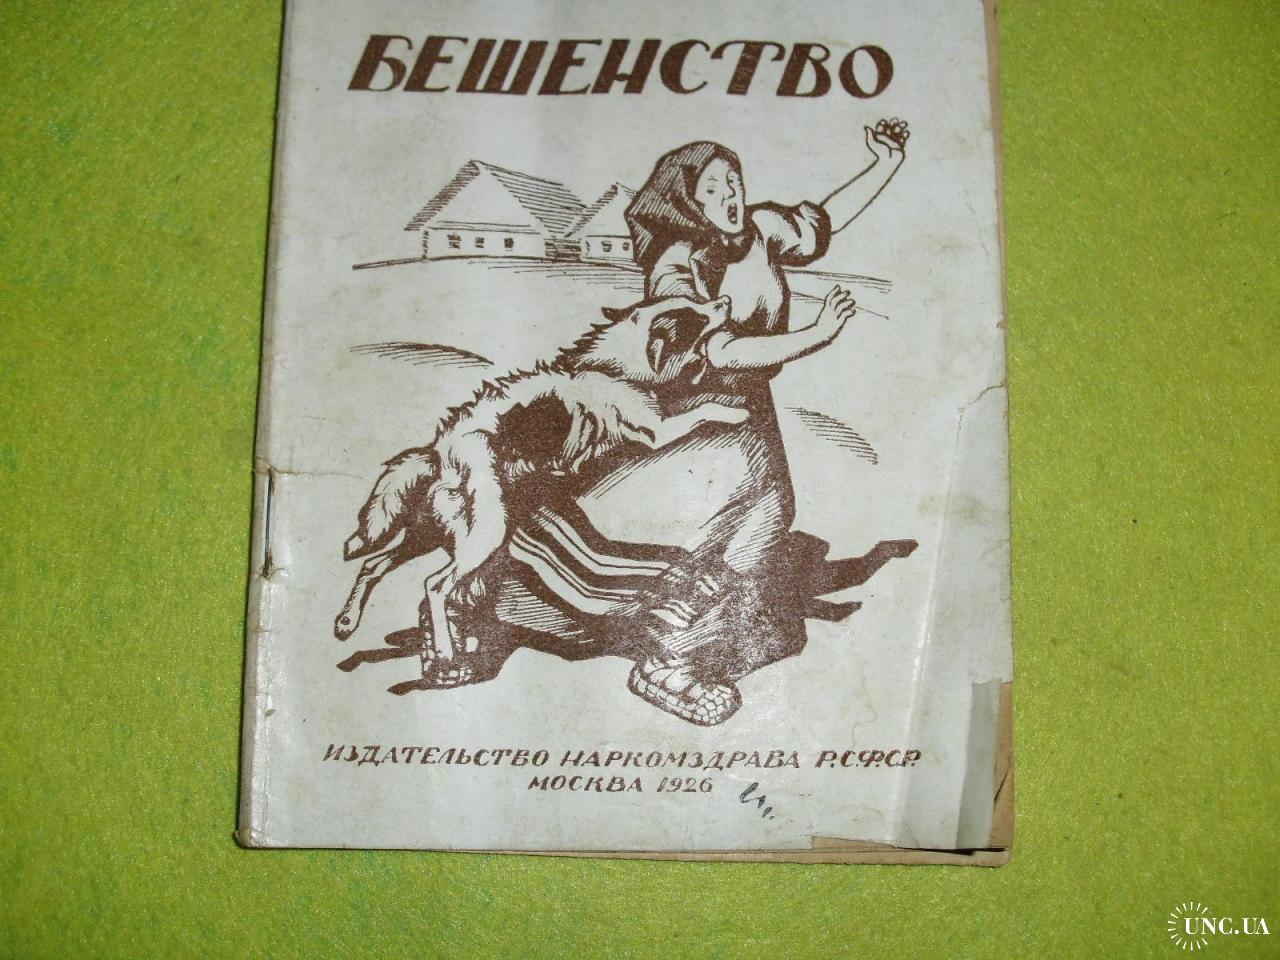 БЕШЕНСТВО
ИЗДАТЕЛЬСТВО НАРКОМЗДРАВА Р.С.Ф.С.Р.
МОСКВА 1926
UNC.UA